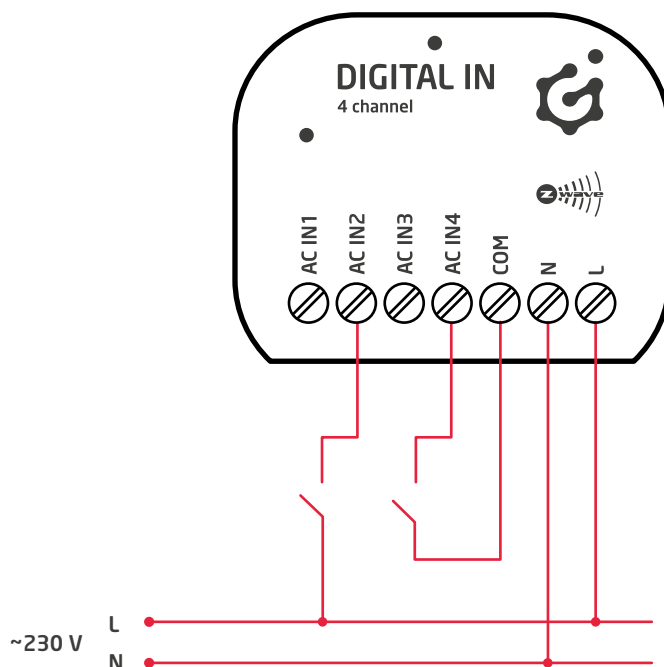 DIGITAL IN
4 channel
Z WAVE
AC IN1
AC IN2
AC IN3
AC IN4
COM
N
L
L
~230 V
N